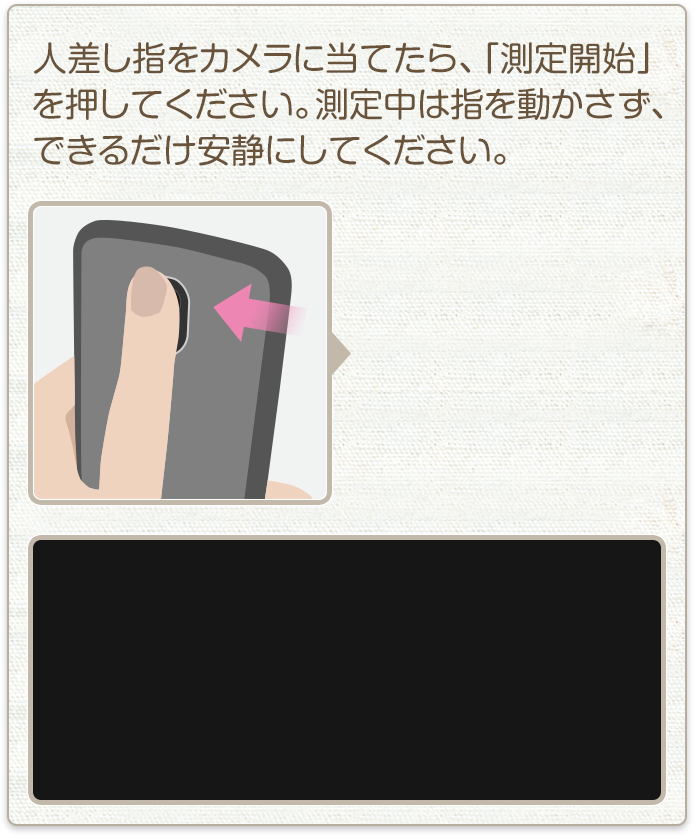 人差し指をカメラに当てたら、「測定開始」
を押してください。測定中は指を動かさず、
できるだけ安静にしてください。